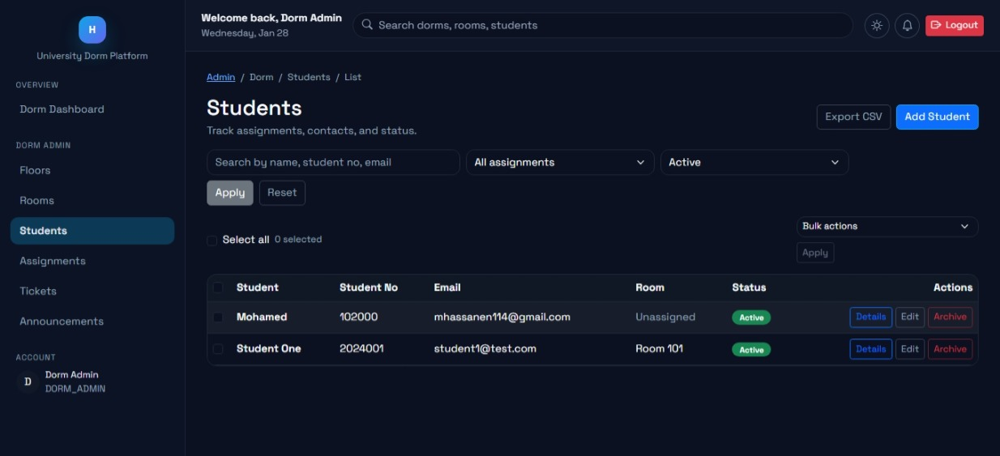 H
University Dorm Platform
OVERVIEW
Dorm Dashboard
DORM ADMIN
Floors
Rooms
Students
Assignments
Tickets
Announcements
ACCOUNT
D
Dorm Admin
DORM_ADMIN
Welcome back, Dorm Admin
Wednesday, Jan 28
Search dorms, rooms, students
Logout
Admin / Dorm / Students / List
Students
Track assignments, contacts, and status.
Export CSV
Add Student
Search by name, student no, email
All assignments
Active
Apply
Reset
Select all 0 selected
Bulk actions
Apply
Student Student No Email Room Status Actions
Mohamed 102000 mhassanen114@gmail.com Unassigned Active Details Edit Archive
Student One 2024001 student1@test.com Room 101 Active Details Edit Archive